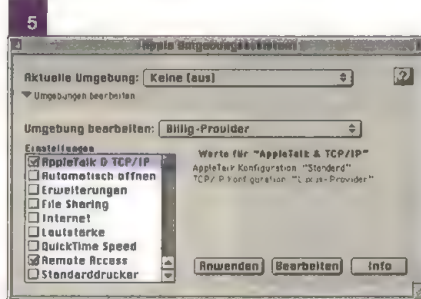 5
Apple Umgebungsassistent
Aktuelle Umgebung: Keine (aus)
?
Umgebungen bearbeiten
Umgebung bearbeiten: Billig-Provider
Einstellungen
AppleTalk & TCP/IP
Automatisch öffnen
Erweiterungen
File Sharing
Internet
Lautstärke
QuickTime Speed
Remote Access
Standarddrucker
Werte für "AppleTalk & TCP/IP"
AppleTalk Konfiguration "Standard"
TCP/IP Konfiguration
Anwenden Bearbeiten Info